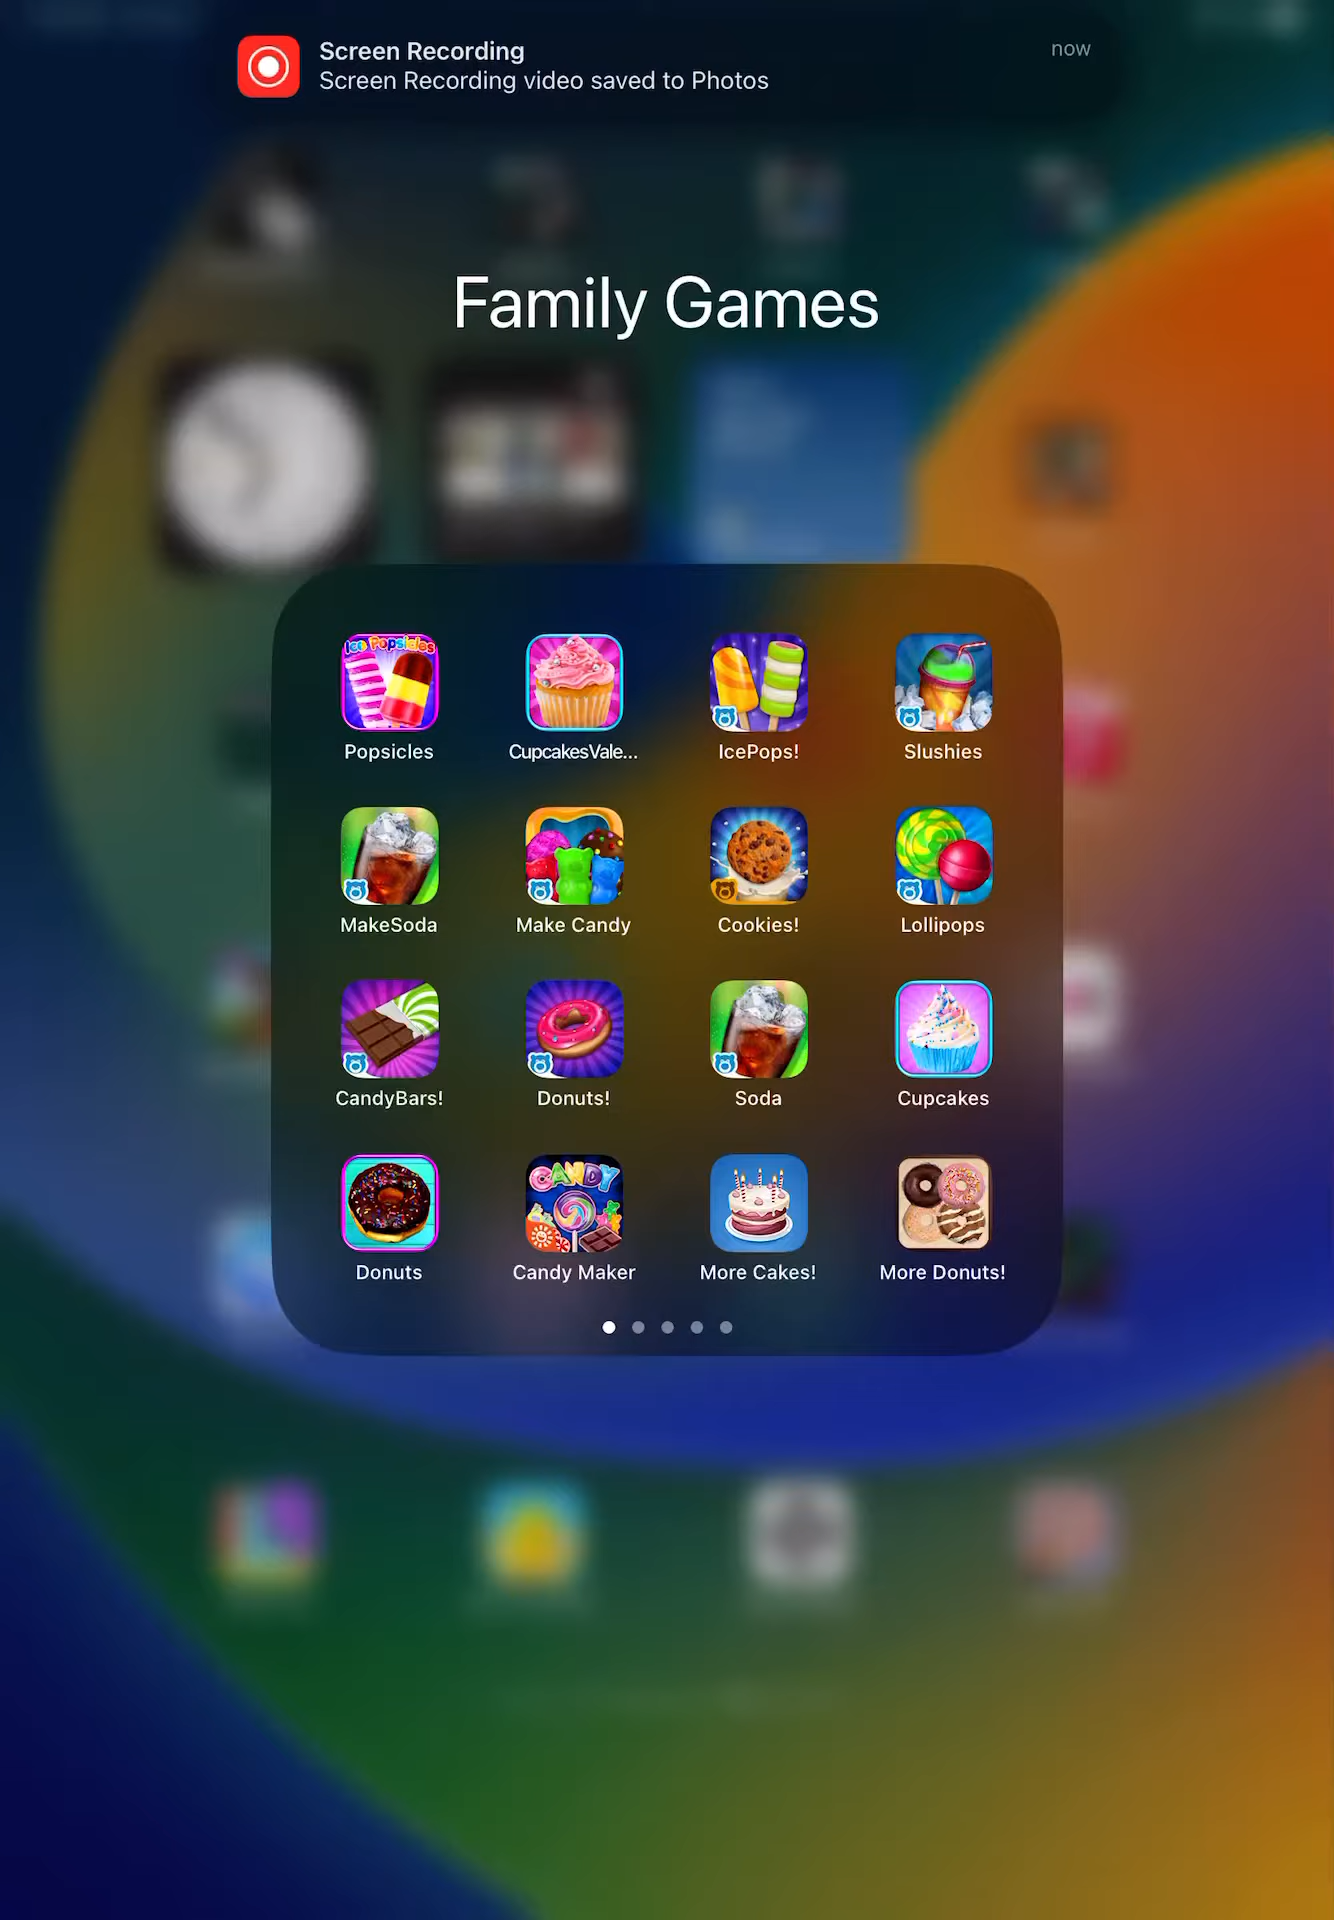 Screen Recording
now
Screen Recording video saved to Photos
Family Games
Ice Popsicles
Popsicles
CupcakesVale...
IcePops!
Slushies
MakeSoda
Make Candy
Cookies!
Lollipops
CandyBars!
Donuts!
Soda
Cupcakes
CANDY
Donuts
Candy Maker
More Cakes!
More Donuts!